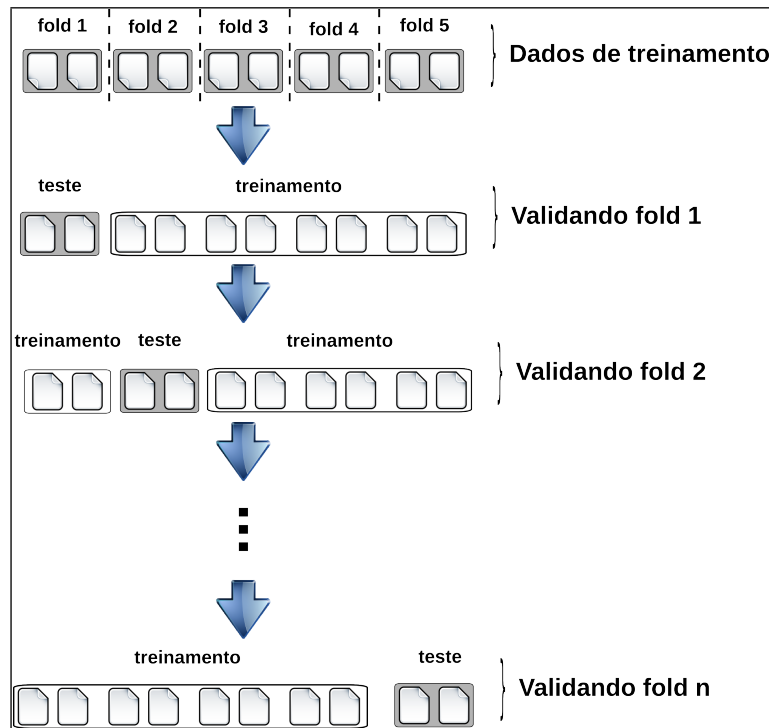 fold 1 fold 2 fold 3 fold 4 fold 5
Dados de treinamento
teste treinamento
Validando fold 1
treinamento teste treinamento
Validando fold 2
treinamento teste
Validando fold n